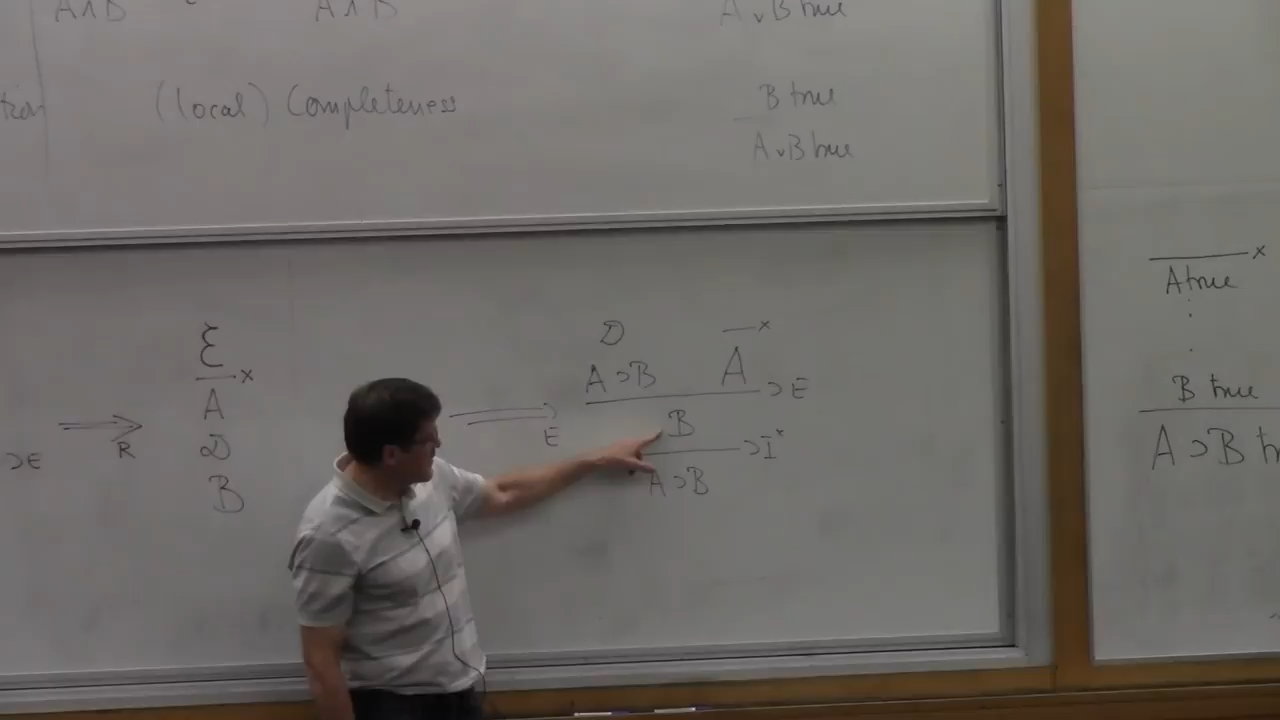 A∧B A∧B A∨B true
(local) Completeness
B true
A∨B true
⊃E ⟹R
ℰ
A x
𝒟
B
⟹E
𝒟 x
A⊃B A ⊃E
B ⊃I^x
A⊃B
x
A true
⋮
B true
A⊃B